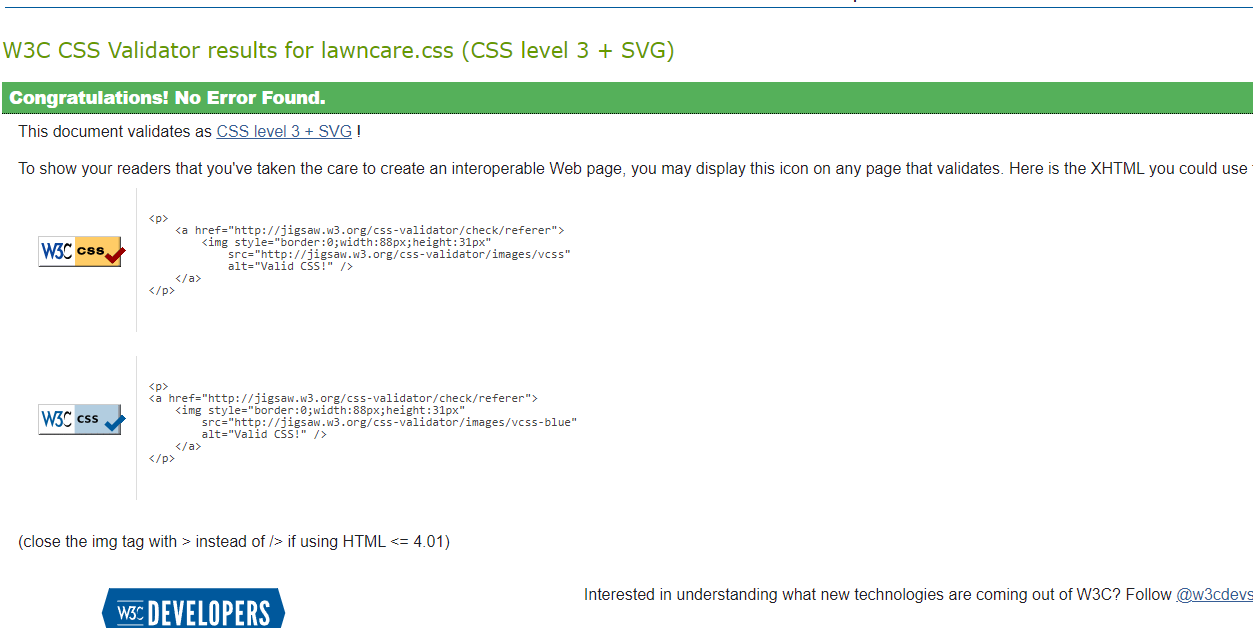 W3C CSS Validator results for lawncare.css (CSS level 3 + SVG)
Congratulations! No Error Found.
This document validates as CSS level 3 + SVG !
To show your readers that you've taken the care to create an interoperable Web page, you may display this icon on any page that validates. Here is the XHTML you could use
W3C css
<p>
<a href="http://jigsaw.w3.org/css-validator/check/referer">
<img style="border:0;width:88px;height:31px"
src="http://jigsaw.w3.org/css-validator/images/vcss"
alt="Valid CSS!" />
</a>
</p>
W3C css
<p>
<a href="http://jigsaw.w3.org/css-validator/check/referer">
<img style="border:0;width:88px;height:31px"
src="http://jigsaw.w3.org/css-validator/images/vcss-blue"
alt="Valid CSS!" />
</a>
</p>
(close the img tag with > instead of /> if using HTML <= 4.01)
W3C DEVELOPERS
Interested in understanding what new technologies are coming out of W3C? Follow @w3cdevs